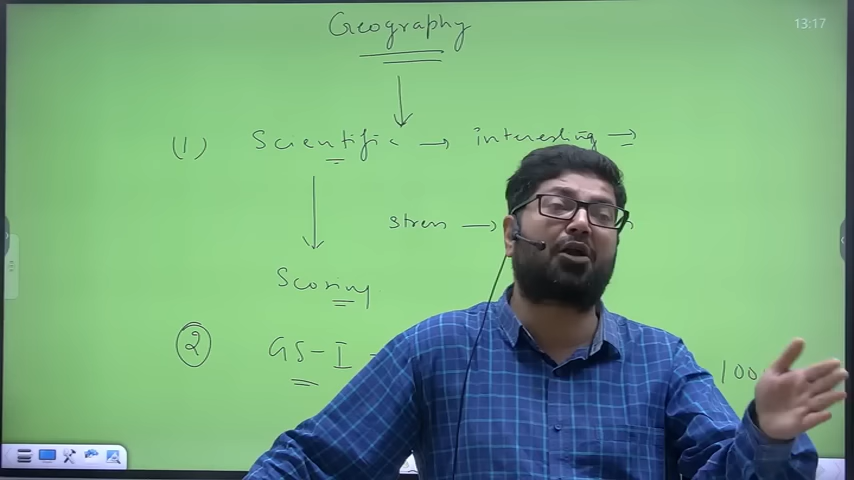 Geography
13:17
(1) Scientific → interesting →
stress →
Scoring
② GS-I - 100